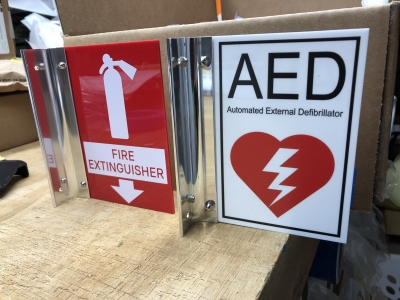 FIRE
EXTINGUISHER
AED
Automated External Defibrillator